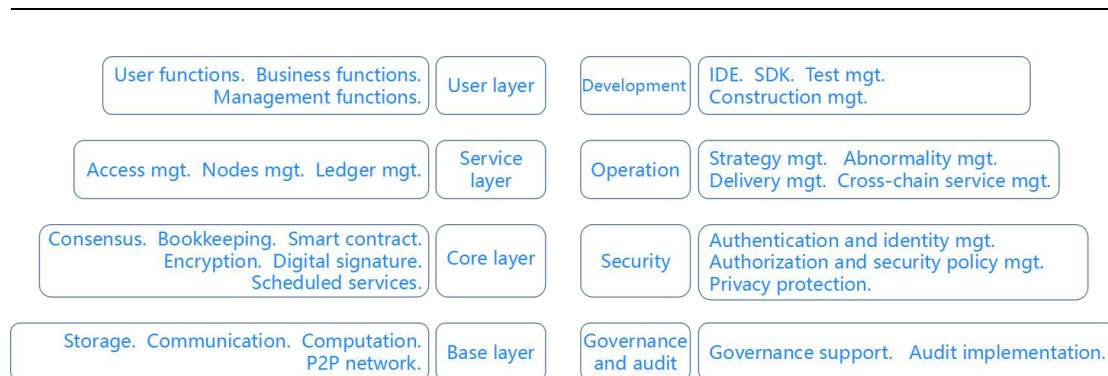 User functions. Business functions.
Management functions.
User layer
Development
IDE. SDK. Test mgt.
Construction mgt.
Access mgt. Nodes mgt. Ledger mgt.
Service
layer
Operation
Strategy mgt. Abnormality mgt.
Delivery mgt. Cross-chain service mgt.
Consensus. Bookkeeping. Smart contract.
Encryption. Digital signature.
Scheduled services.
Core layer
Security
Authentication and identity mgt.
Authorization and security policy mgt.
Privacy protection.
Storage. Communication. Computation.
P2P network.
Base layer
Governance
and audit
Governance support. Audit implementation.